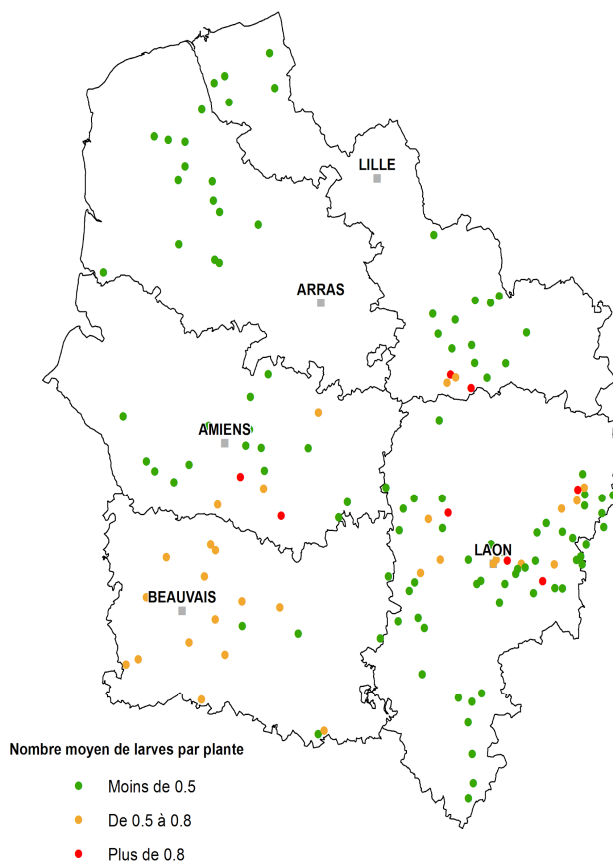 LILLE
ARRAS
AMIENS
LAON
BEAUVAIS
Nombre moyen de larves par plante
Moins de 0.5
De 0.5 à 0.8
Plus de 0.8